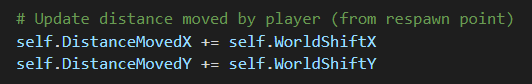 # Update distance moved by player (from respawn point)
self.DistanceMovedX += self.WorldShiftX
self.DistanceMovedY += self.WorldShiftY